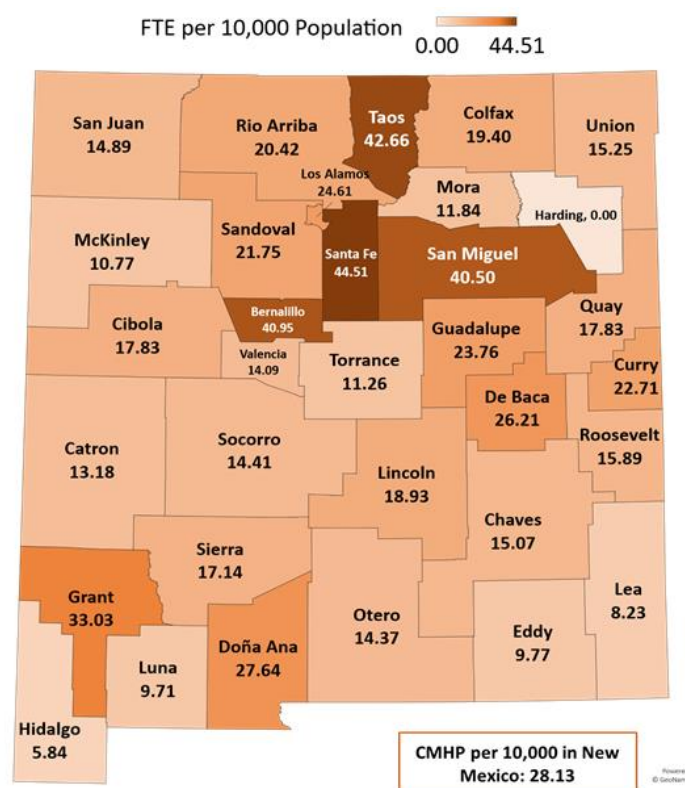 FTE per 10,000 Population
0.00 44.51
San Juan
14.89
Rio Arriba
20.42
Taos
42.66
Colfax
19.40
Union
15.25
Los Alamos
24.61
Mora
11.84
Harding, 0.00
McKinley
10.77
Sandoval
21.75
Santa Fe
44.51
San Miguel
40.50
Cibola
17.83
Bernalillo
40.95
Valencia
14.09
Torrance
11.26
Guadalupe
23.76
Quay
17.83
Curry
22.71
De Baca
26.21
Roosevelt
15.89
Catron
13.18
Socorro
14.41
Lincoln
18.93
Chaves
15.07
Sierra
17.14
Grant
33.03
Doña Ana
27.64
Otero
14.37
Eddy
9.77
Lea
8.23
Luna
9.71
Hidalgo
5.84
CMHP per 10,000 in New
Mexico: 28.13
Powere
© GeoNam